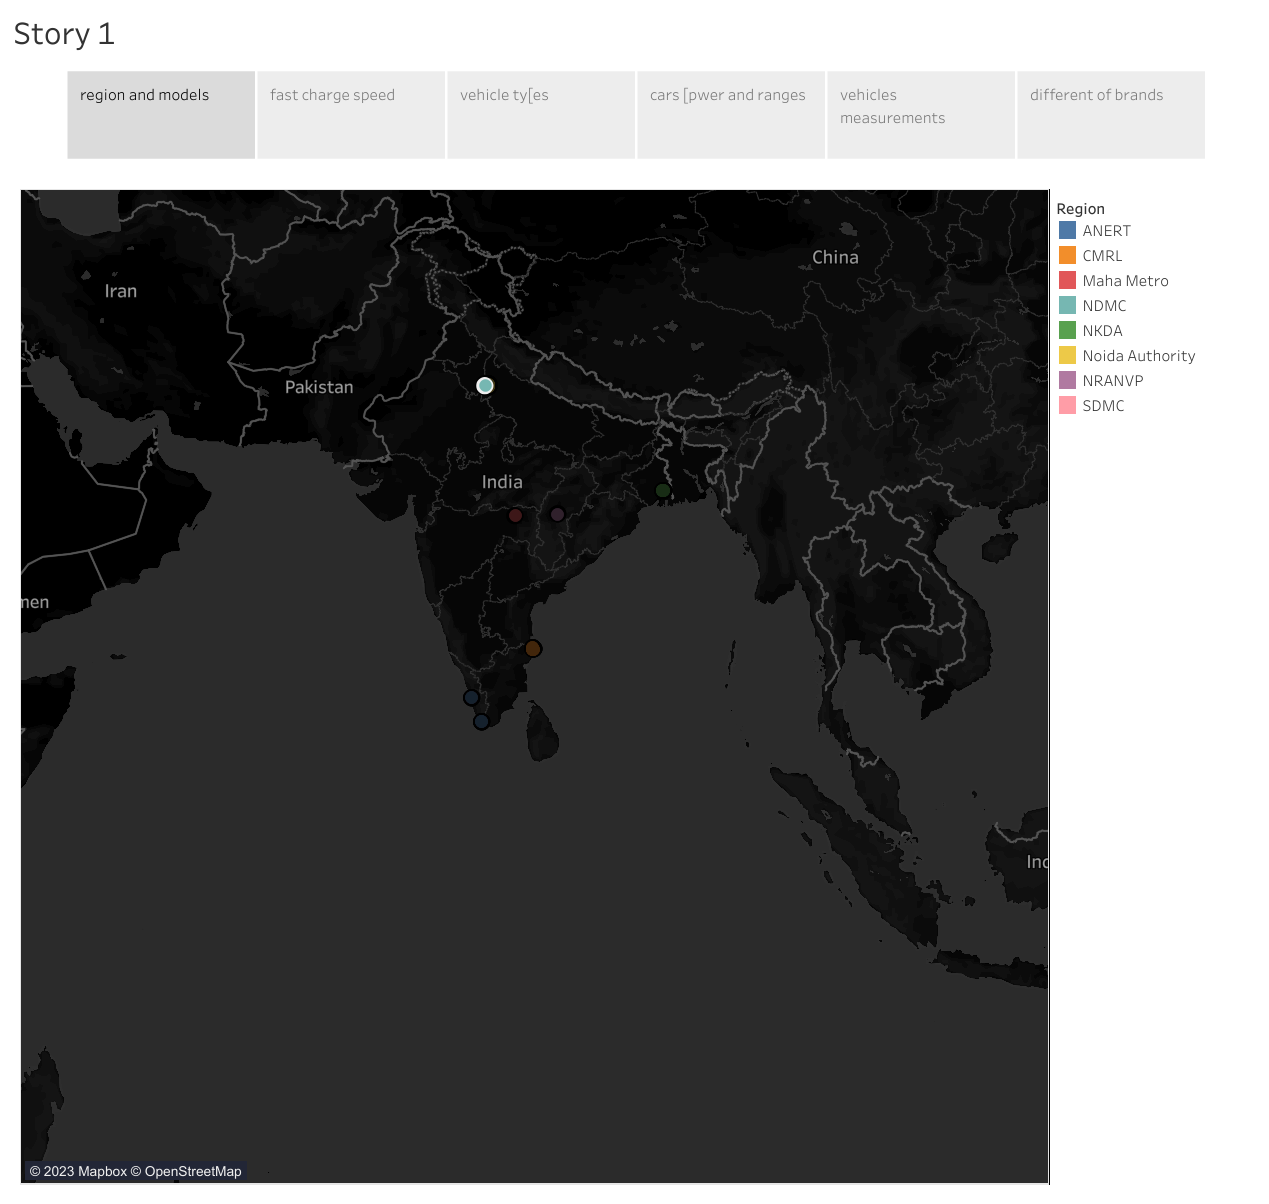 Story 1
region and models
fast charge speed
vehicle ty[es
cars [pwer and ranges
vehicles
measurements
different of brands
Region
ANERT
CMRL
Maha Metro
NDMC
NKDA
Noida Authority
NRANVP
SDMC
China
Iran
Pakistan
India
men
Ind
© 2023 Mapbox © OpenStreetMap